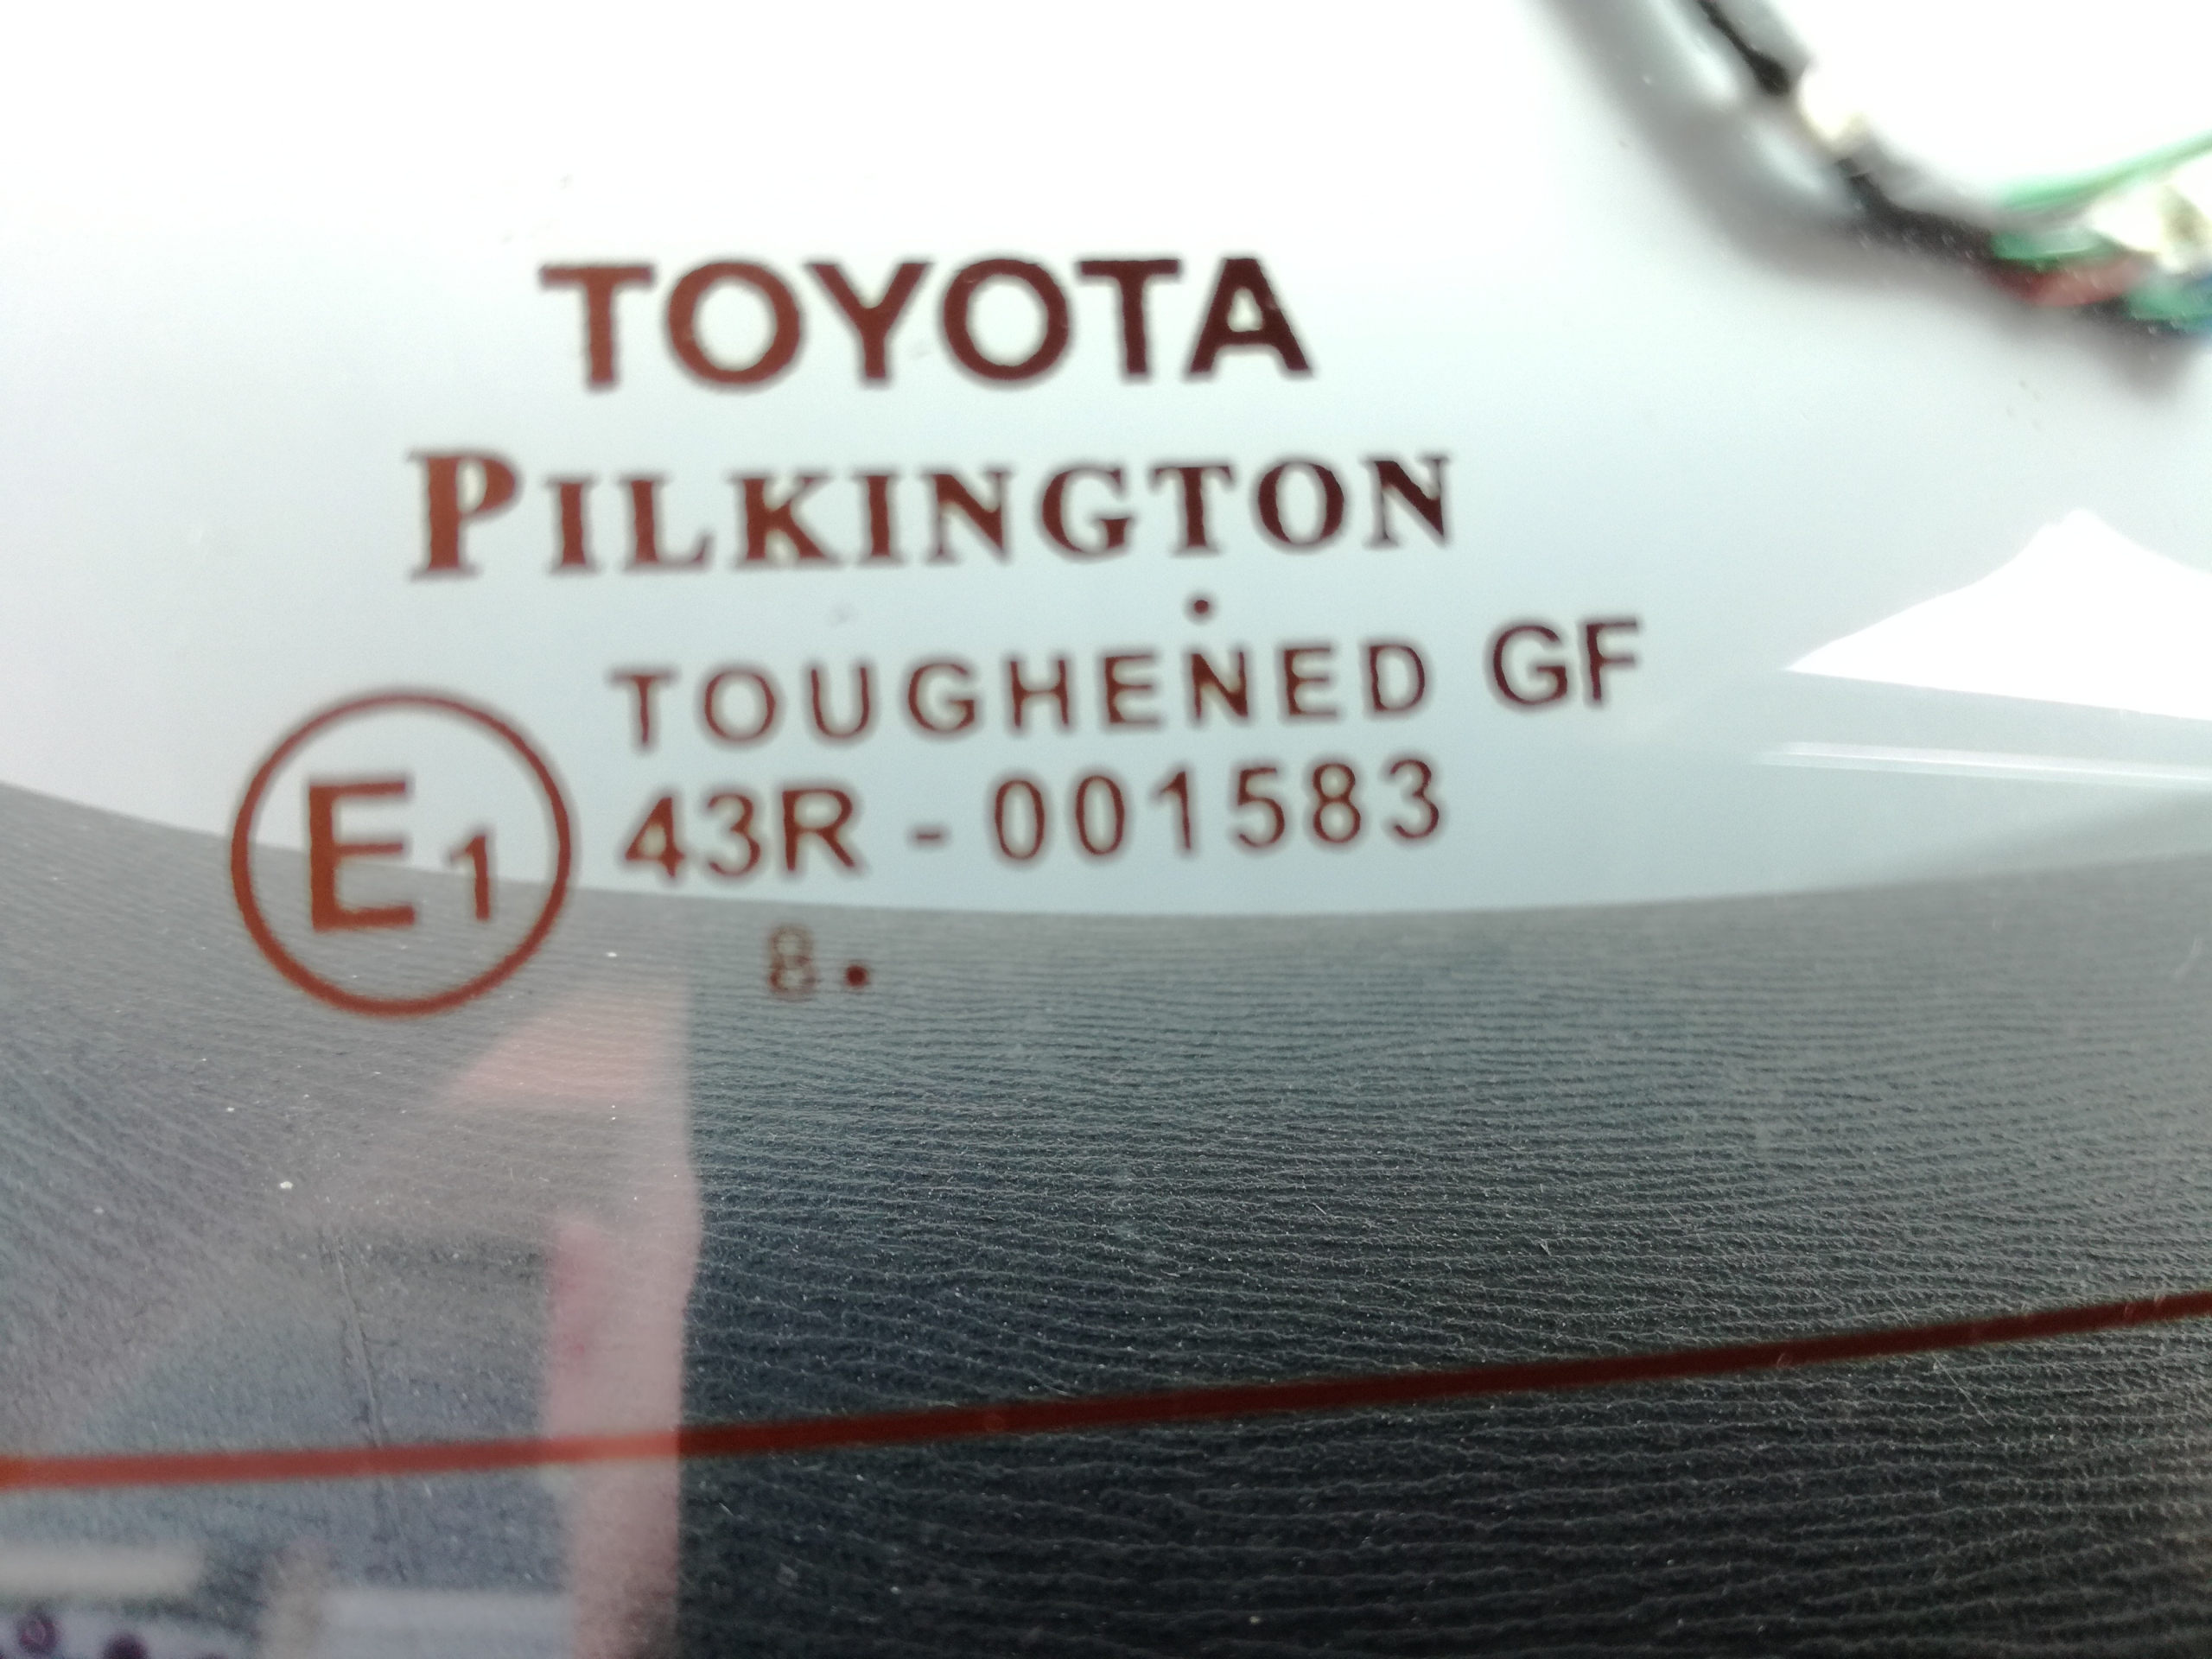 TOYOTA
PILKINGTON
.
TOUGHENED GF
E1
43R - 001583
8.